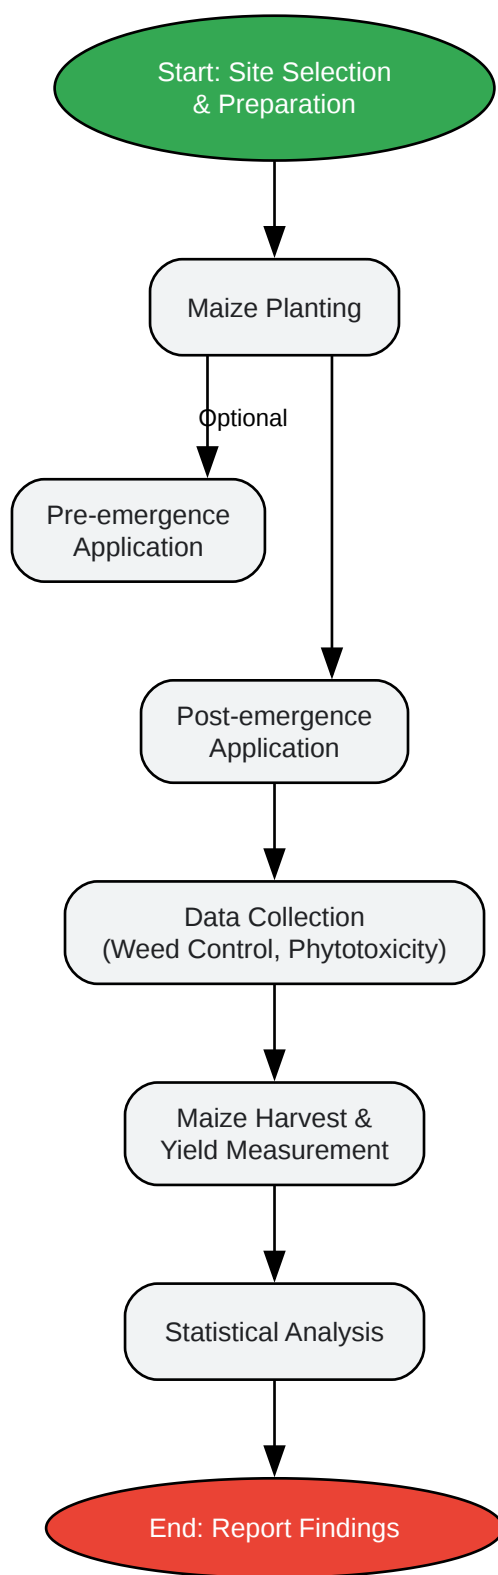 Start: Site Selection
& Preparation
Maize Planting
Optional
Pre-emergence
Application
Post-emergence
Application
Data Collection
(Weed Control, Phytotoxicity)
Maize Harvest &
Yield Measurement
Statistical Analysis
End: Report Findings